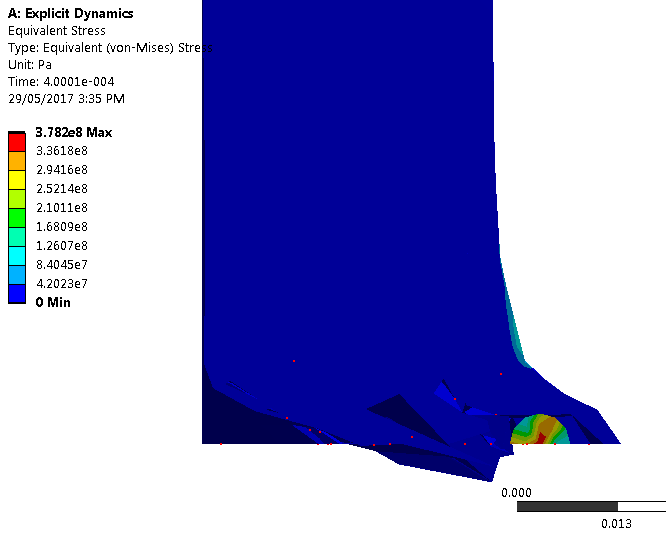 A: Explicit Dynamics
Equivalent Stress
Type: Equivalent (von-Mises) Stress
Unit: Pa
Time: 4.0001e-004
29/05/2017 3:35 PM
3.782e8 Max
3.3618e8
2.9416e8
2.5214e8
2.1011e8
1.6809e8
1.2607e8
8.4045e7
4.2023e7
0 Min
0.000
0.013